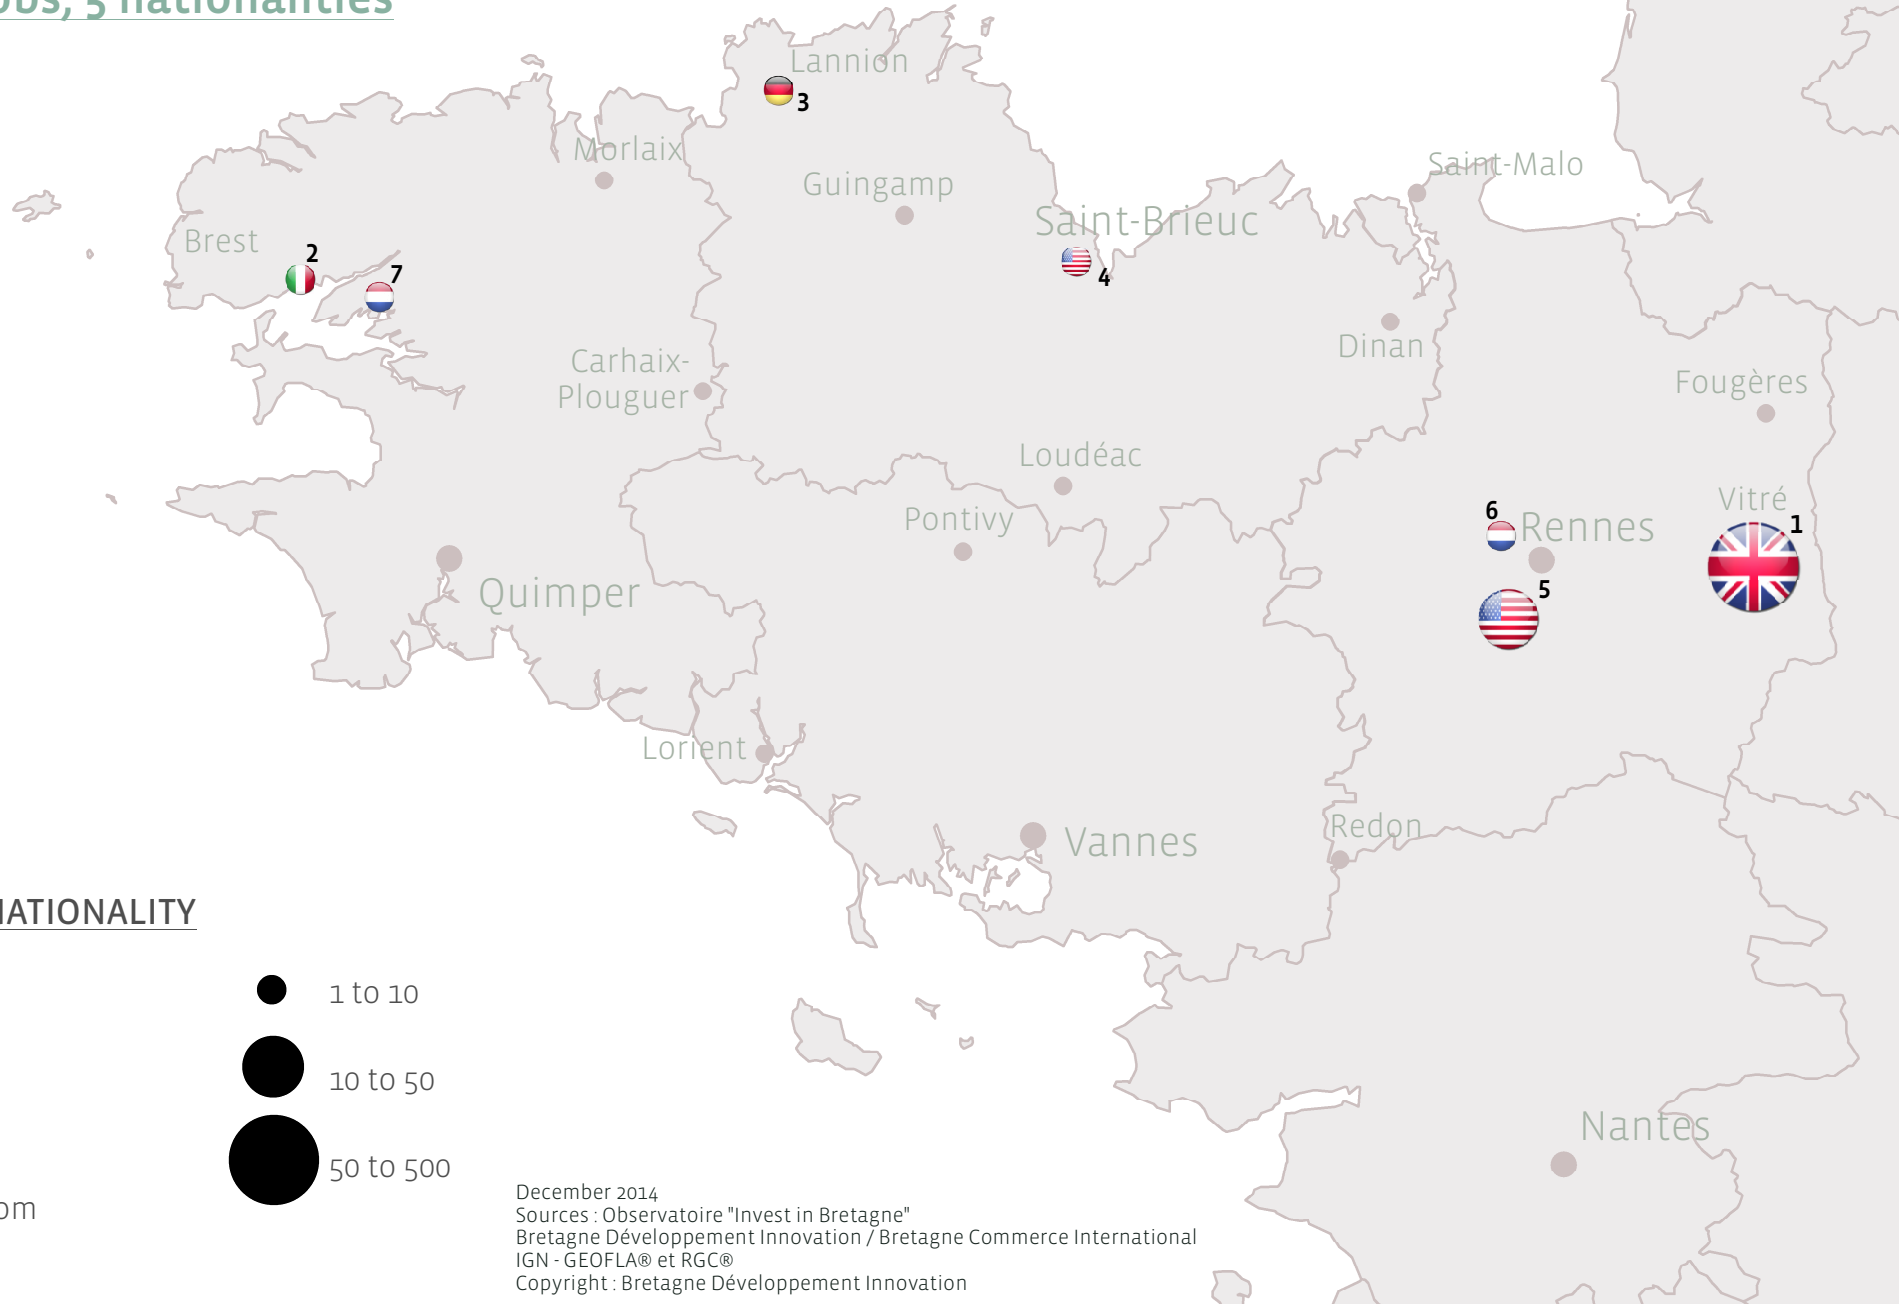 5 nationalities
Lannion
3
Morlaix
Saint-Malo
Guingamp
Saint-Brieuc
Brest
2
7
4
Dinan
Carhaix-
Plouguer
Fougères
Loudéac
Vitré
1
Pontivy
6
Rennes
5
Quimper
Lorient
Redon
Vannes
NATIONALITY
1 to 10
10 to 50
50 to 500
Nantes
December 2014
Sources : Observatoire "Invest in Bretagne"
Bretagne Développement Innovation / Bretagne Commerce International
IGN - GEOFLA® et RGC®
Copyright : Bretagne Développement Innovation